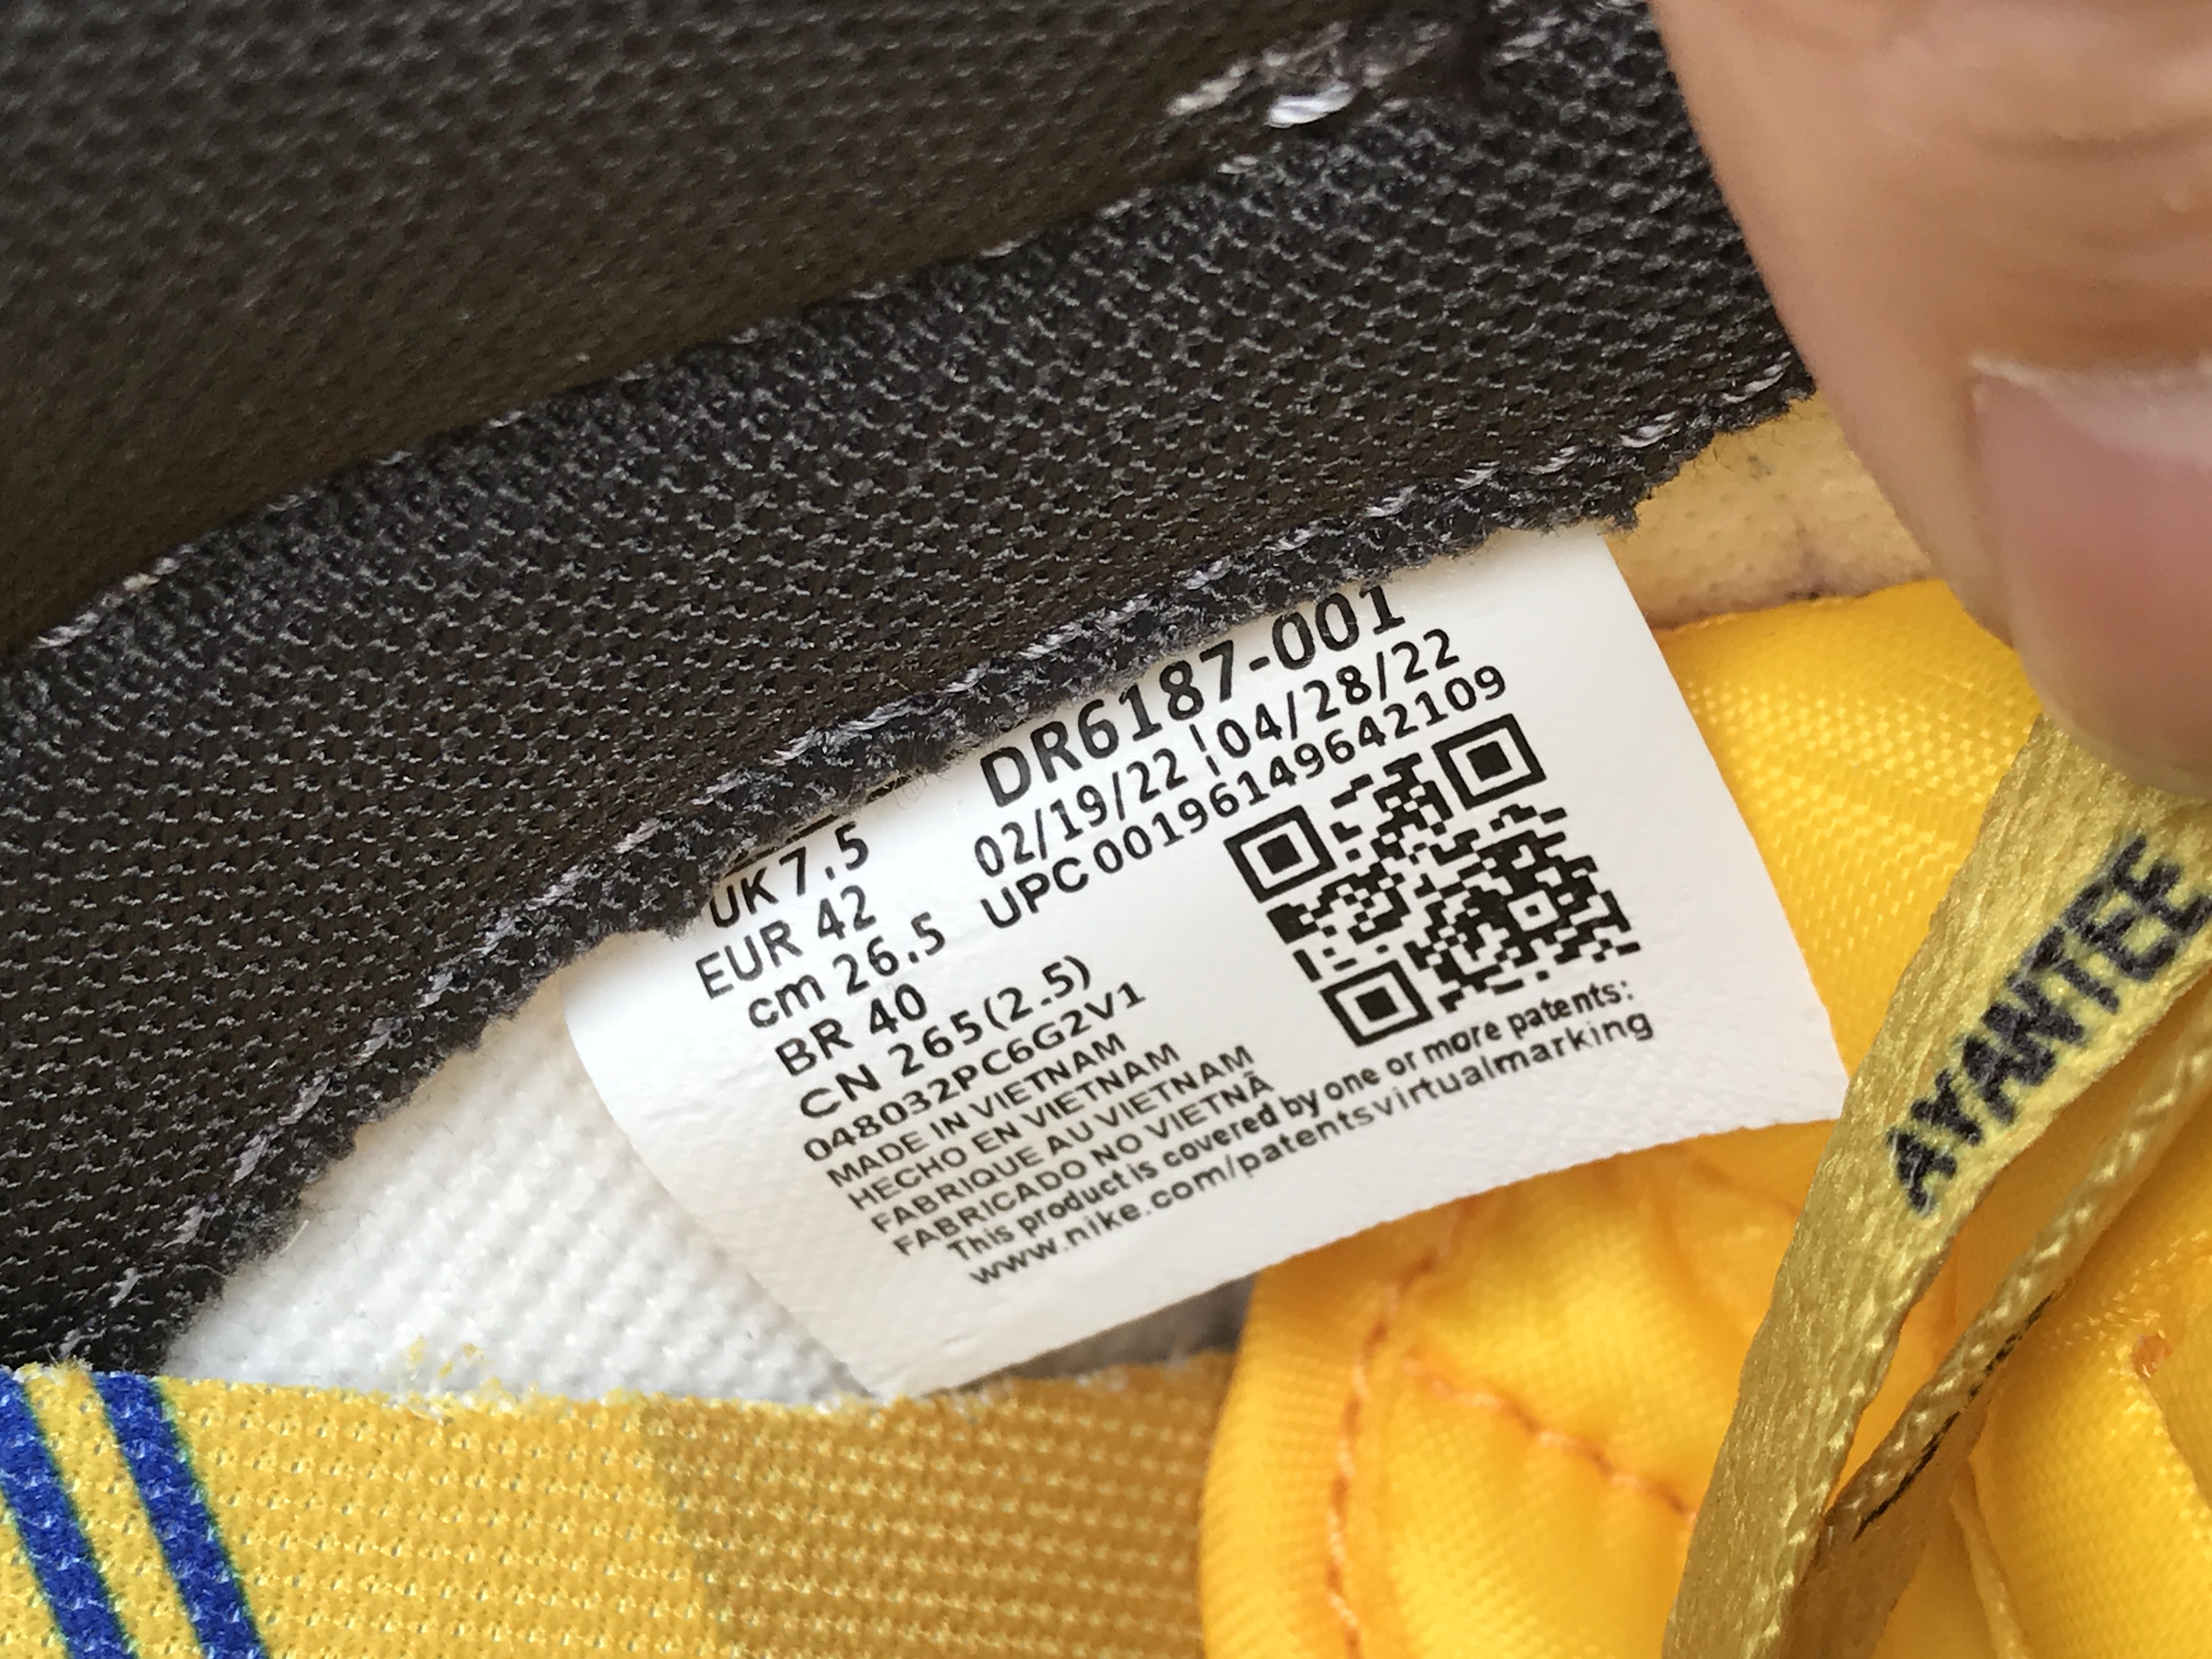 UK 7.5
EUR 42
cm 26.5
BR 40
CN 265(2.5)
048032PC6G2V1
MADE IN VIETNAM
HECHO EN VIETNAM
FABRIQUE AU VIETNAM
FABRICADO NO VIETNÃ
This product is covered by one or more patents:
www.nike.com/patentsvirtualmarking
DR6187-001
02/19/22 ¦ 04/28/22
UPC 00196149642109
AVANTEE